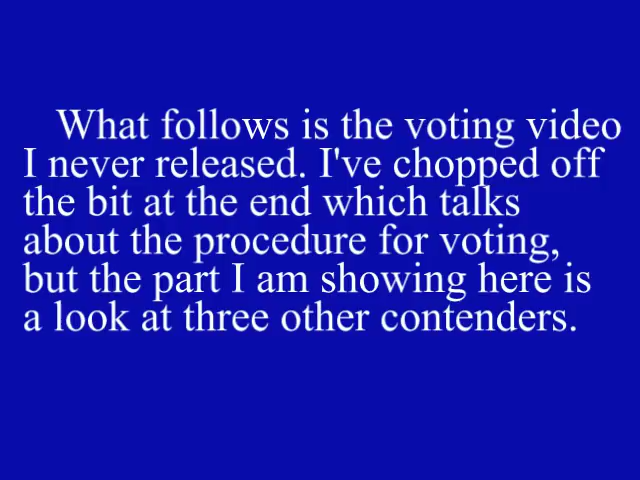 What follows is the voting video
I never released. I've chopped off
the bit at the end which talks
about the procedure for voting,
but the part I am showing here is
a look at three other contenders.